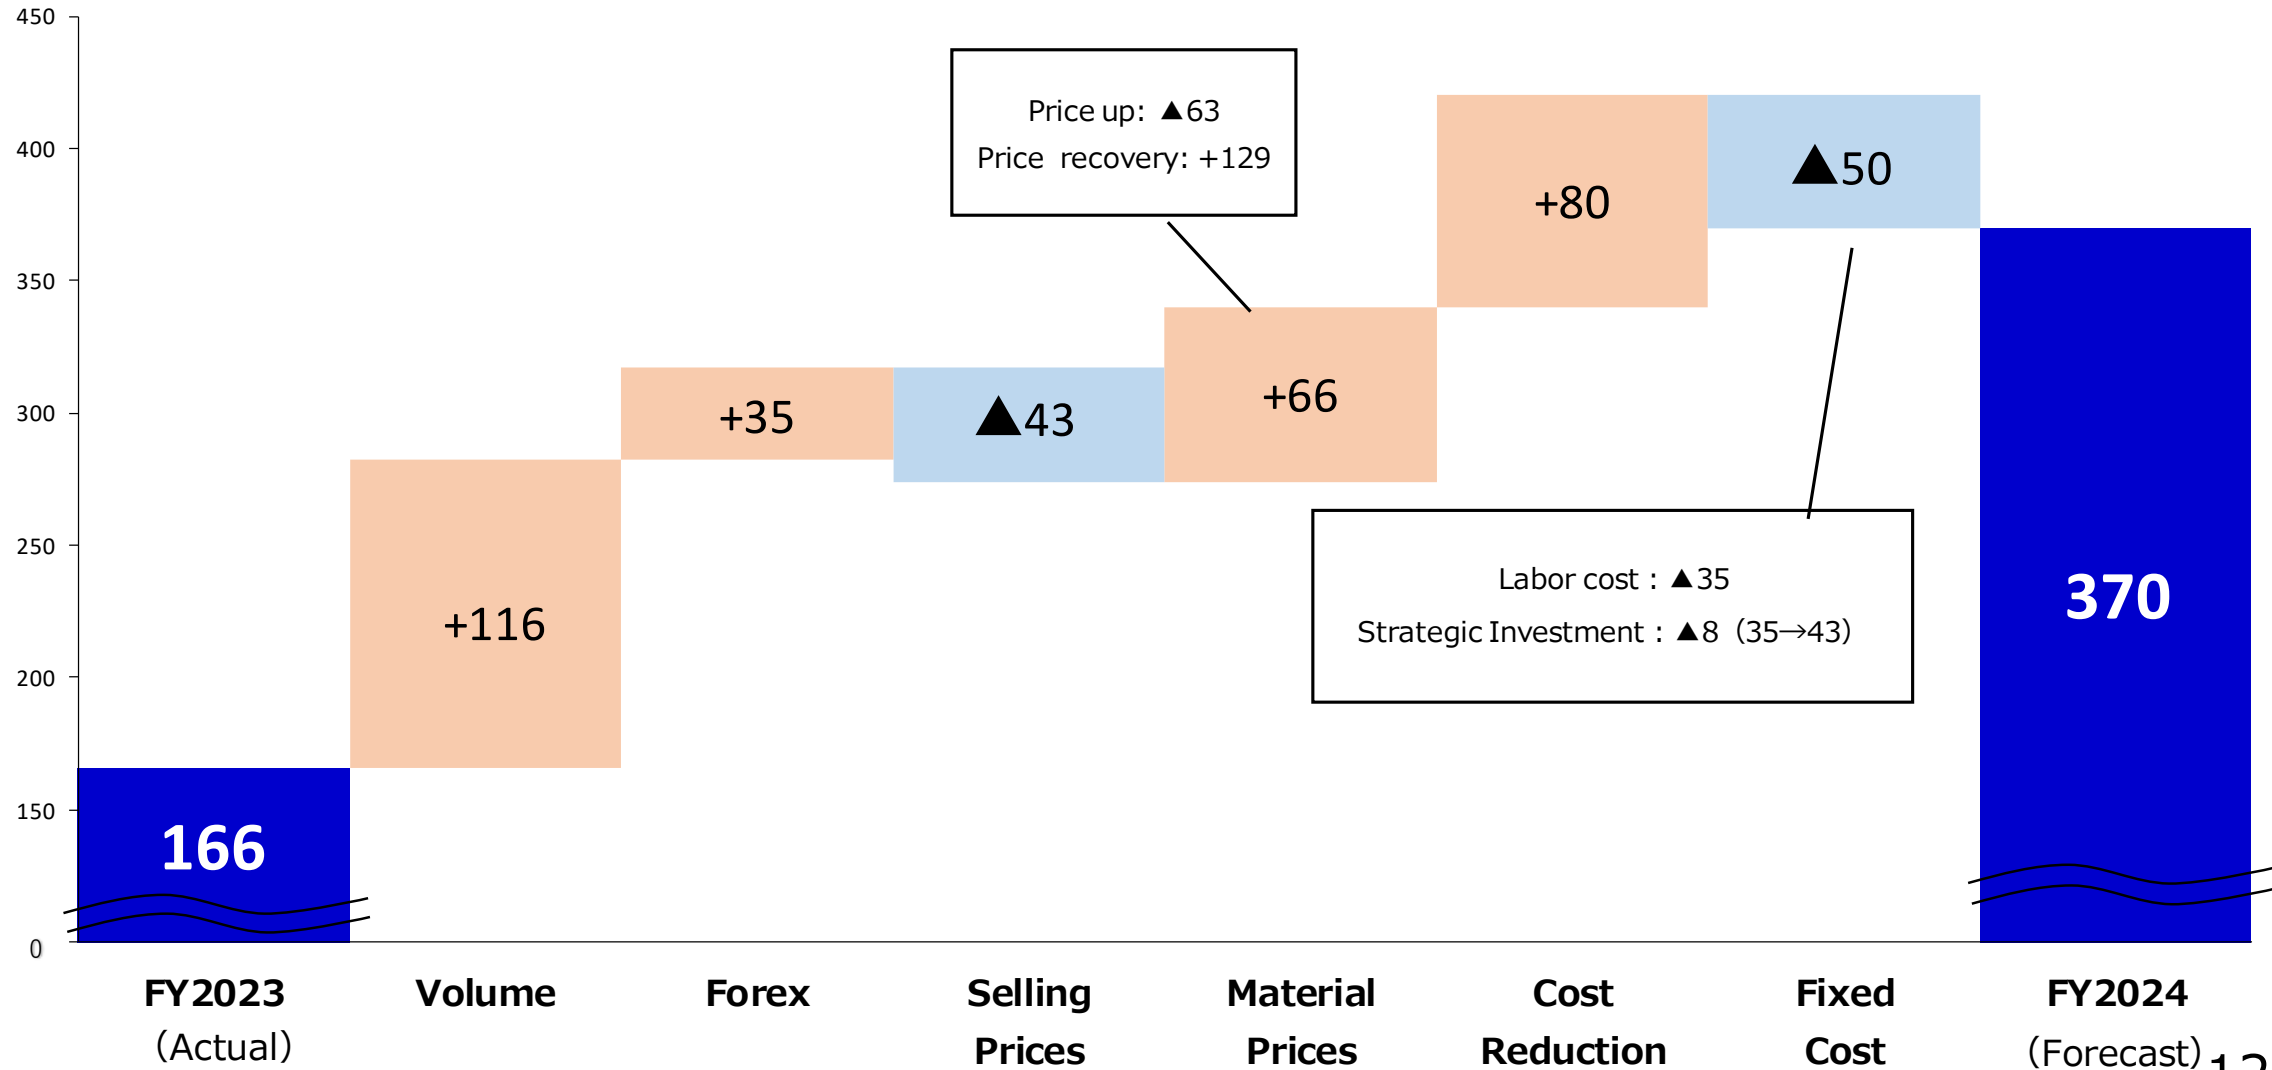 450
400
350
300
250
200
150
0
Price up: ▲63
Price recovery: +129
166
+116
+35
▲43
+66
+80
▲50
370
Labor cost : ▲35
Strategic Investment : ▲8 (35→43)
FY2023
(Actual)
Volume
Forex
Selling
Prices
Material
Prices
Cost
Reduction
Fixed
Cost
FY2024
(Forecast)